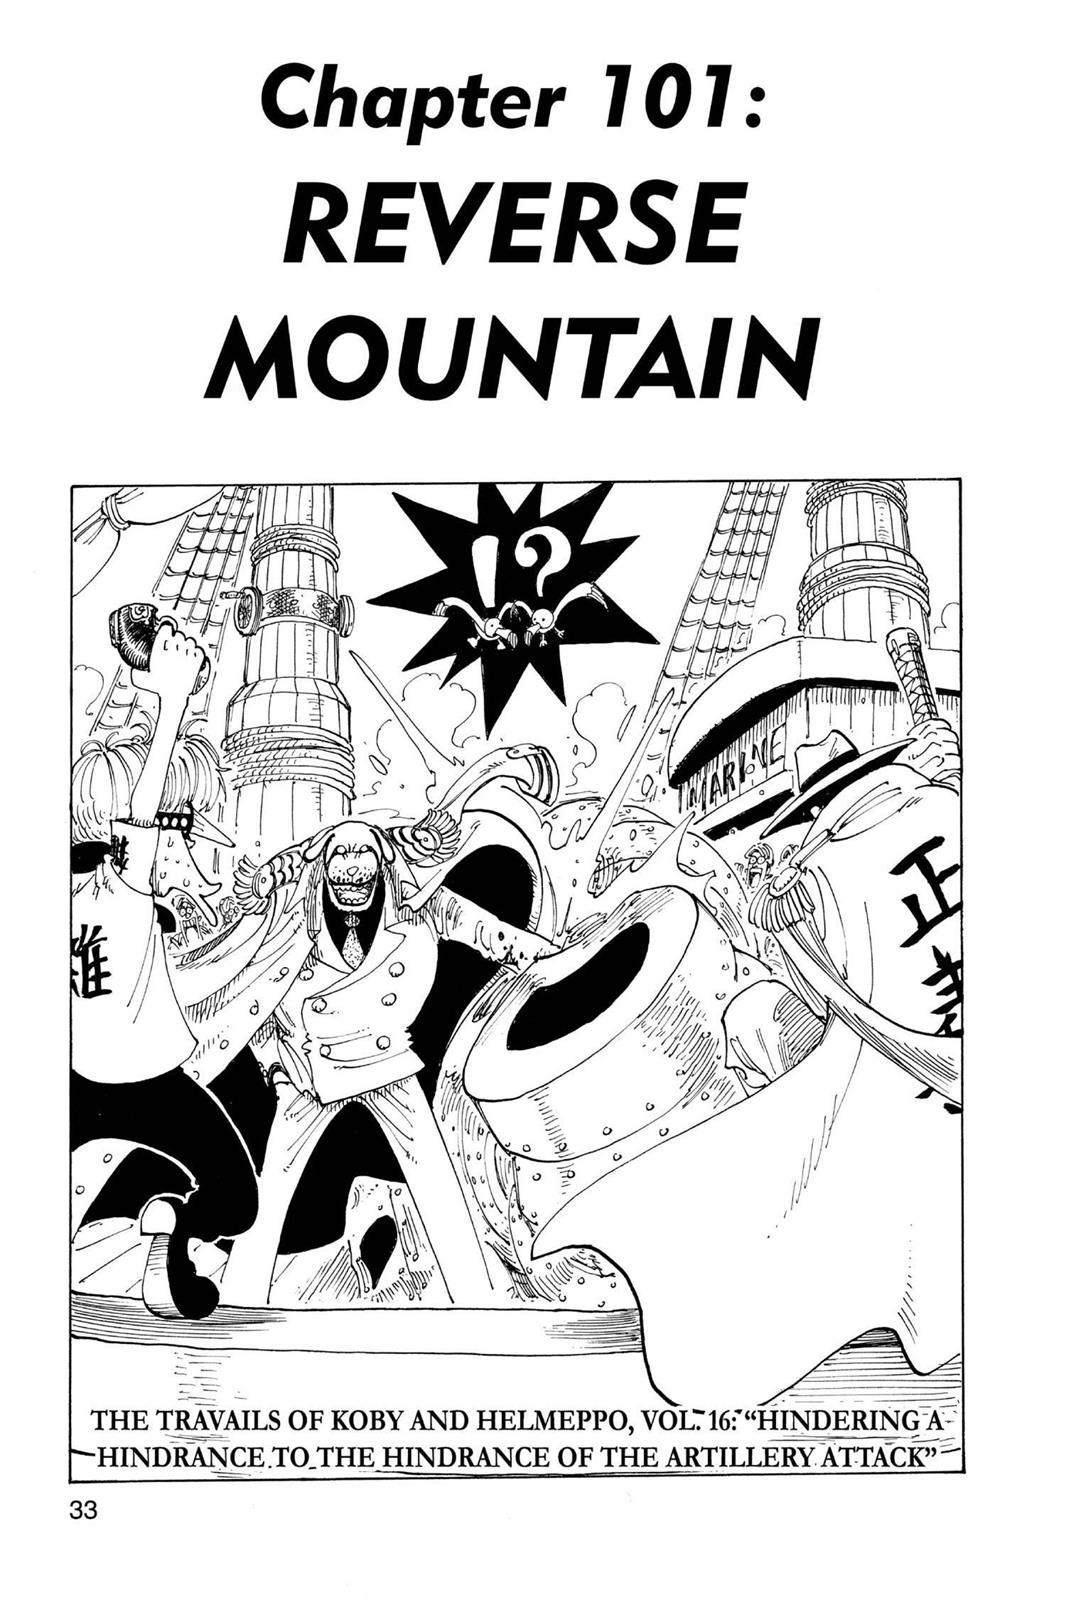 Chapter 101:
REVERSE
MOUNTAIN
!?
MARINE
雑
正
THE TRAVAILS OF KOBY AND HELMEPPO, VOL. 16: “HINDERING A
HINDRANCE TO THE HINDRANCE OF THE ARTILLERY ATTACK”
33